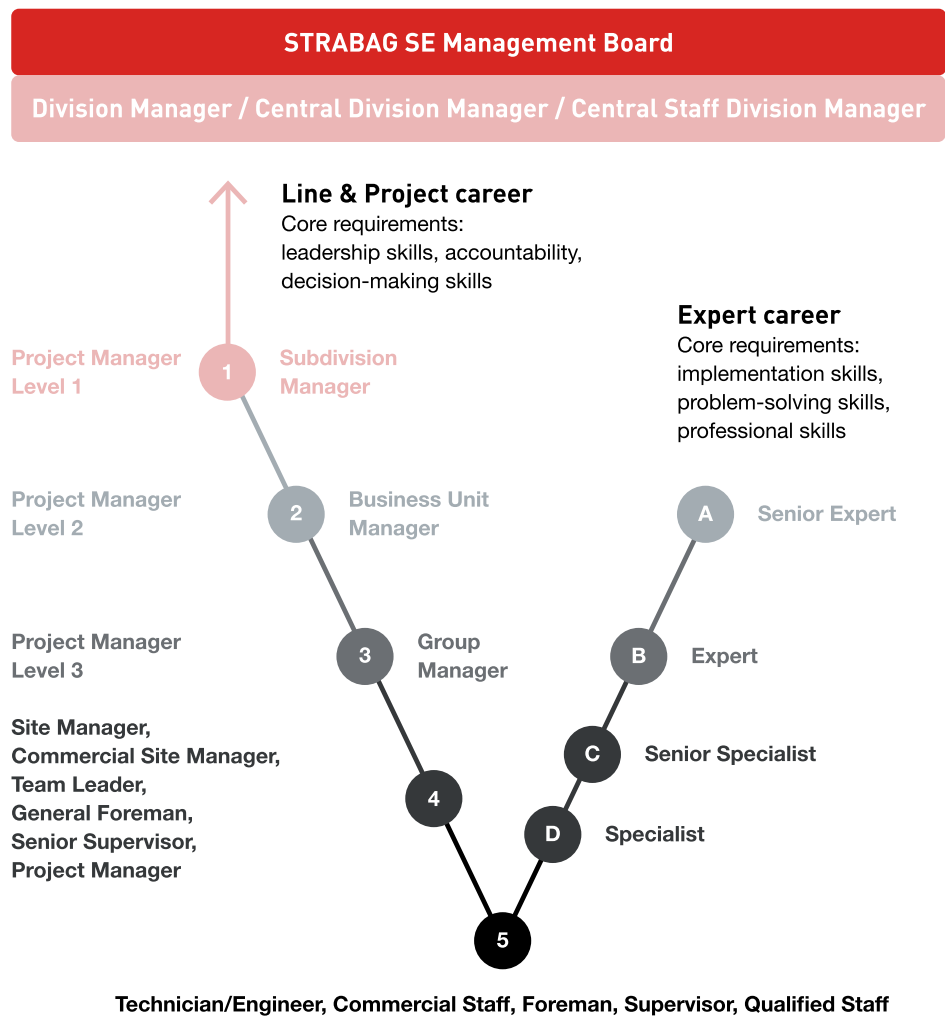 STRABAG SE Management Board
Division Manager / Central Division Manager / Central Staff Division Manager
Line & Project career
Core requirements:
leadership skills, accountability,
decision-making skills
Expert career
Core requirements:
implementation skills,
problem-solving skills,
professional skills
Project Manager
Level 1
1
Subdivision
Manager
Project Manager
Level 2
2
Business Unit
Manager
A
Senior Expert
Project Manager
Level 3
3
Group
Manager
B
Expert
Site Manager,
Commercial Site Manager,
Team Leader,
General Foreman,
Senior Supervisor,
Project Manager
4
C
Senior Specialist
D
Specialist
5
Technician/Engineer, Commercial Staff, Foreman, Supervisor, Qualified Staff